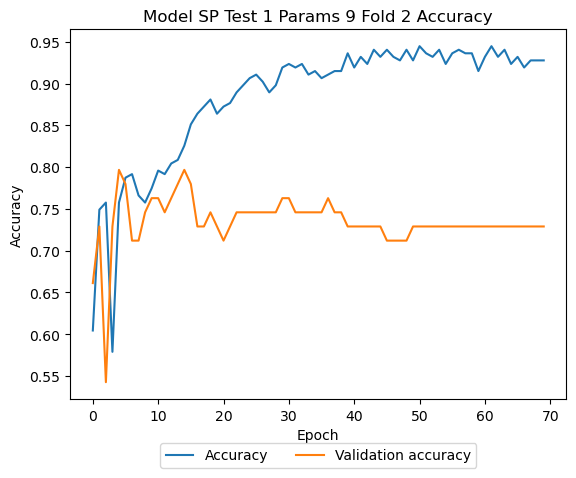 Model SP Test 1 Params 9 Fold 2 Accuracy
0.95
0.90
0.85
0.80
0.75
0.70
0.65
0.60
0.55
Accuracy
0 10 20 30 40 50 60 70
Epoch
Accuracy Validation accuracy